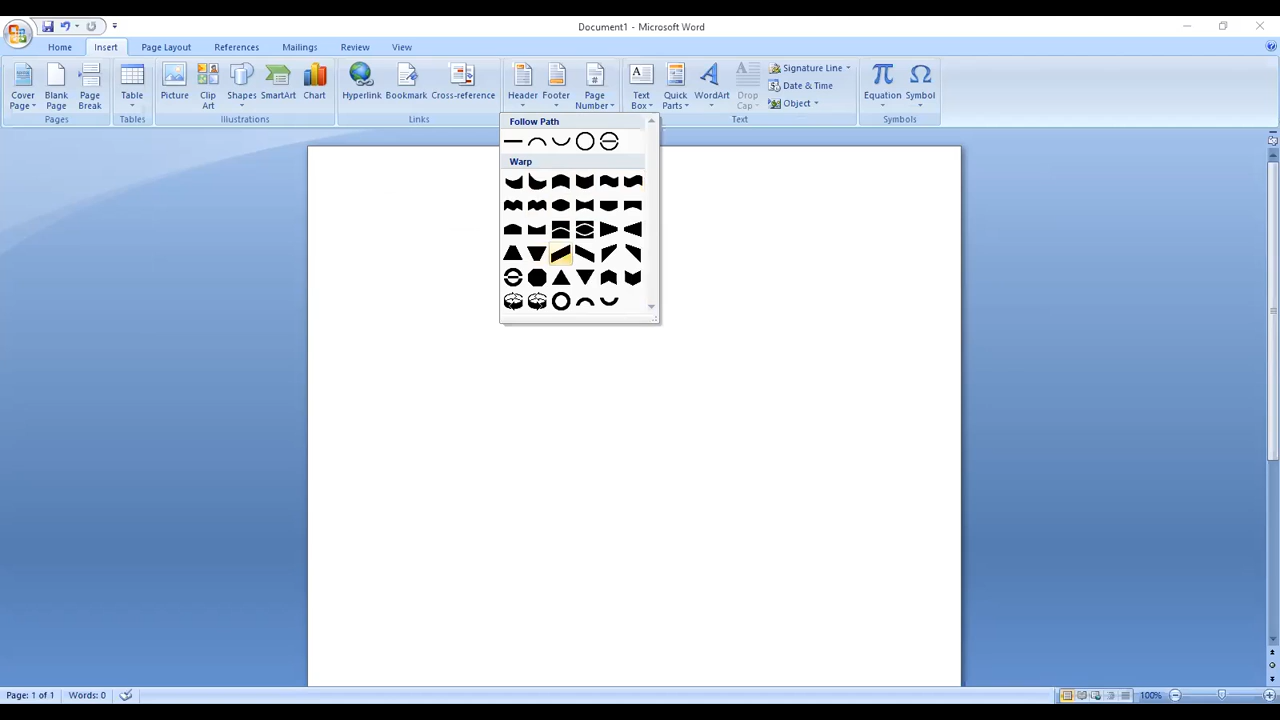 Document1 - Microsoft Word
Home Insert Page Layout References Mailings Review View
Cover Page
Blank Page
Page Break
Table
Picture
Clip Art
Shapes
SmartArt
Chart
Hyperlink
Bookmark
Cross-reference
Header
Footer
Page Number
Text Box
Quick Parts
WordArt
Drop Cap
Signature Line
Date & Time
Object
Equation
Symbol
Pages Tables Illustrations Links Text Symbols
Follow Path
Warp
Page: 1 of 1 Words: 0 100%